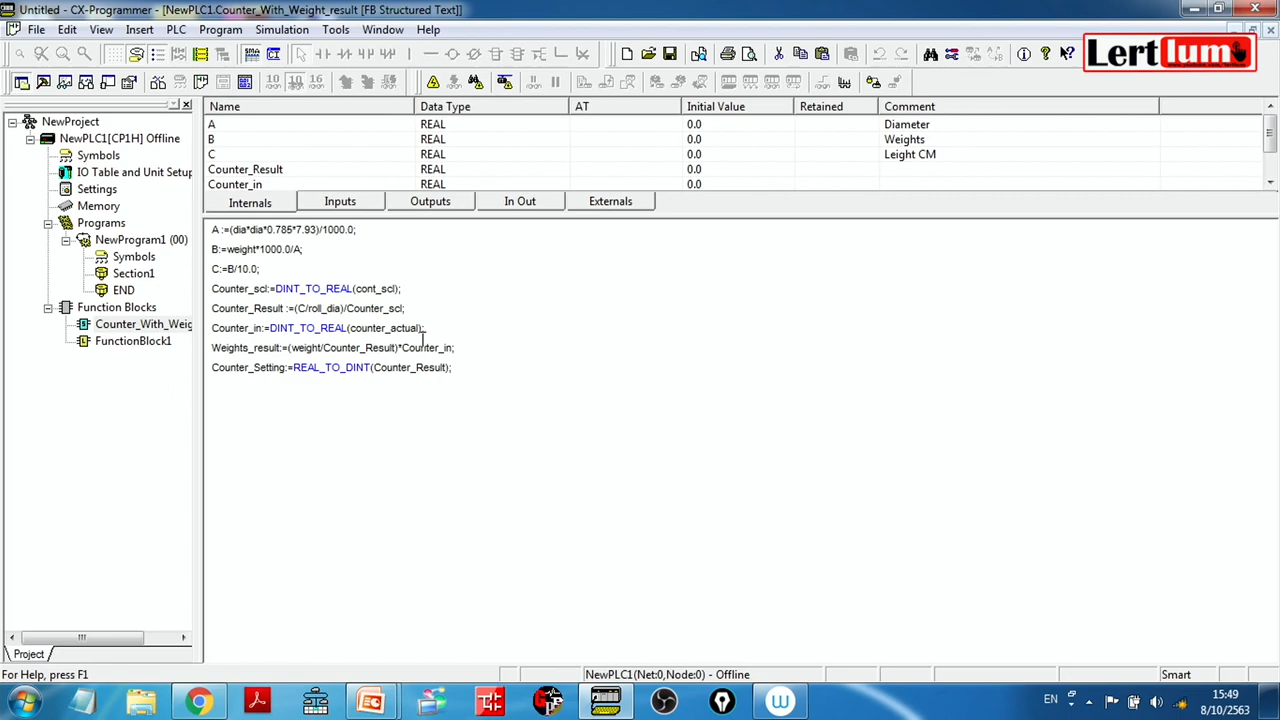 Untitled - CX-Programmer - [NewPLC1.Counter_With_Weight_result [FB Structured Text]]
File Edit View Insert PLC Program Simulation Tools Window Help
LertLum
NewProject
NewPLC1[CP1H] Offline
Symbols
IO Table and Unit Setup
Settings
Memory
Programs
NewProgram1 (00)
Symbols
Section1
END
Function Blocks
Counter_With_Weig
FunctionBlock1
Project
Name Data Type AT Initial Value Retained Comment
A REAL 0.0 Diameter
B REAL 0.0 Weights
C REAL 0.0 Leight CM
Counter_Result REAL 0.0
Counter_in REAL 0.0
Internals Inputs Outputs In Out Externals
A :=(dia*dia*0.785*7.93)/1000.0;
B:=weight*1000.0/A;
C:=B/10.0;
Counter_scl:=DINT_TO_REAL(cont_scl);
Counter_Result :=(C/roll_dia)/Counter_scl;
Counter_in:=DINT_TO_REAL(counter_actual);
Weights_result:=(weight/Counter_Result)*Counter_in;
Counter_Setting:=REAL_TO_DINT(Counter_Result);
For Help, press F1
NewPLC1(Net:0,Node:0) - Offline
Smart
EN
15:49
8/10/2563